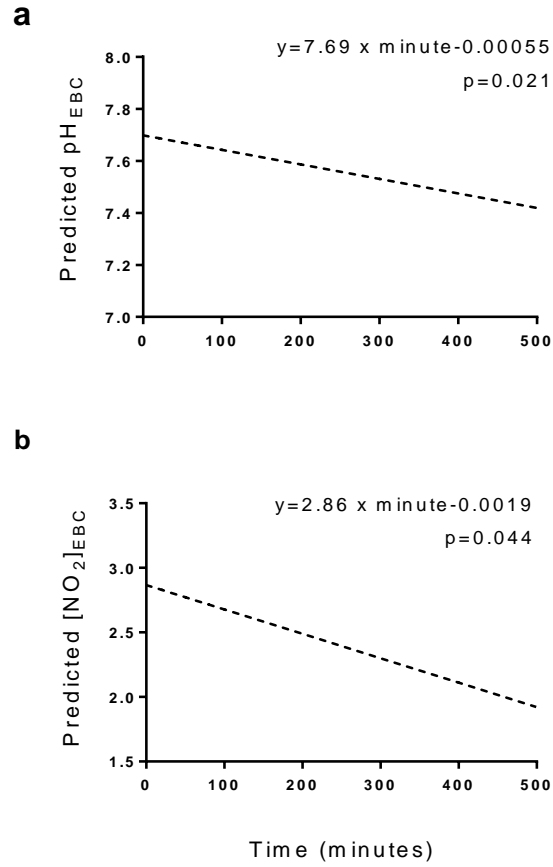 a
y=7.69 x minute-0.00055
p=0.021
Predicted pH_EBC
8.0
7.8
7.6
7.4
7.2
7.0
0 100 200 300 400 500
b
y=2.86 x minute-0.0019
p=0.044
Predicted [NO2]EBC
3.5
3.0
2.5
2.0
1.5
0 100 200 300 400 500
Time (minutes)